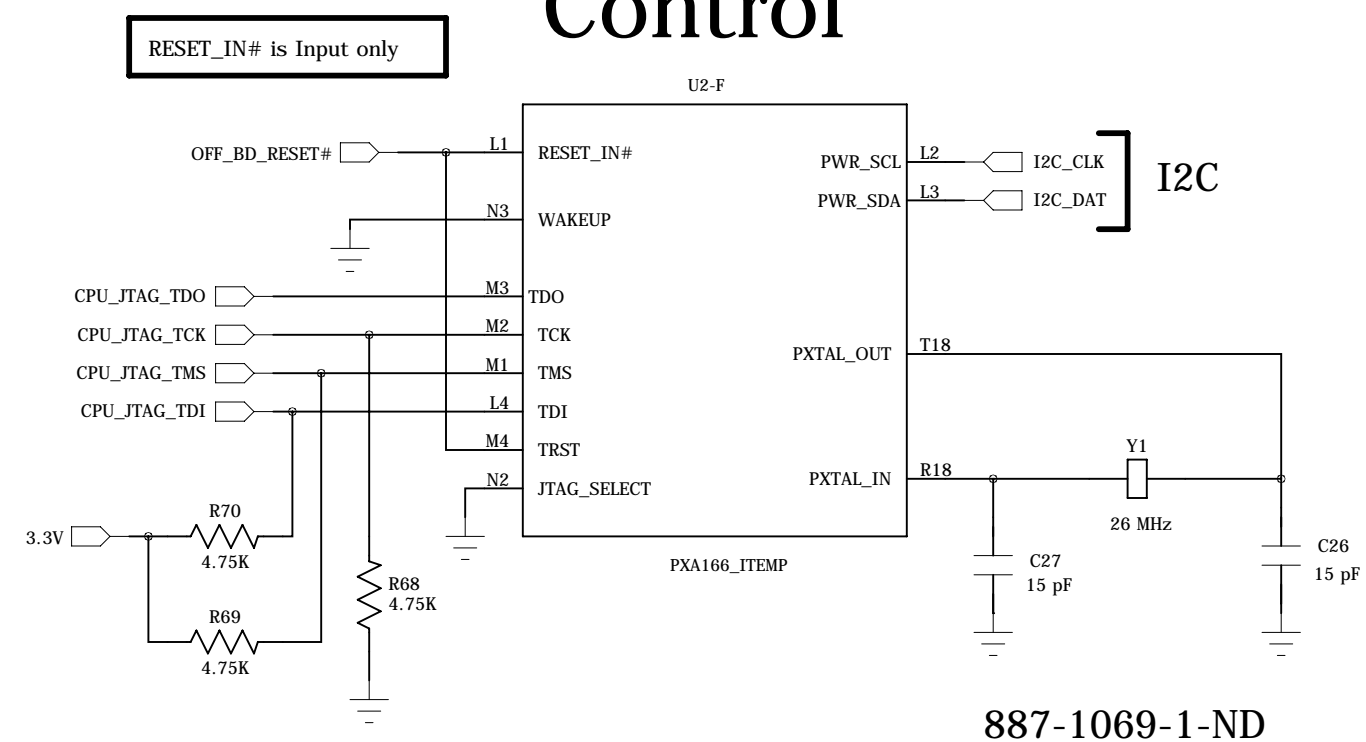 Control
RESET_IN# is Input only
U2-F
OFF_BD_RESET#
L1
RESET_IN#
N3
WAKEUP
CPU_JTAG_TDO
M3
TDO
CPU_JTAG_TCK
M2
TCK
CPU_JTAG_TMS
M1
TMS
CPU_JTAG_TDI
L4
TDI
M4
TRST
N2
JTAG_SELECT
PWR_SCL
L2
I2C_CLK
PWR_SDA
L3
I2C_DAT
I2C
PXTAL_OUT
T18
PXTAL_IN
R18
Y1
26 MHz
PXA166_ITEMP
3.3V
R70
4.75K
R69
4.75K
R68
4.75K
C27
15 pF
C26
15 pF
887-1069-1-ND